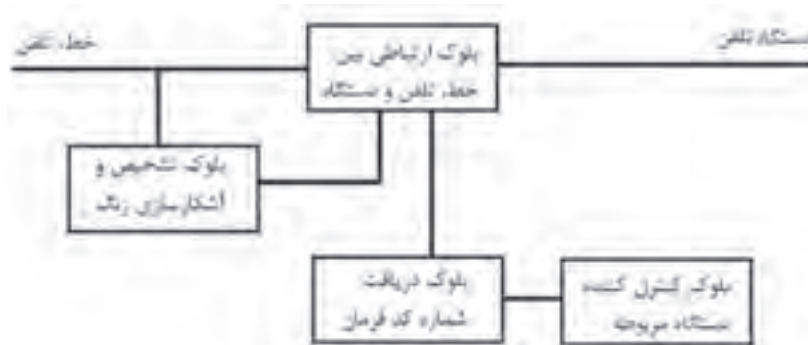 خط تلفن
دستگاه تلفن
بلوک ارتباطی بین
خط تلفن و دستگاه
بلوک تشخیص و
آشکارسازی زنگ
بلوک دریافت
شماره کد فرمان
بلوک کنترل کننده
دستگاه مربوطه